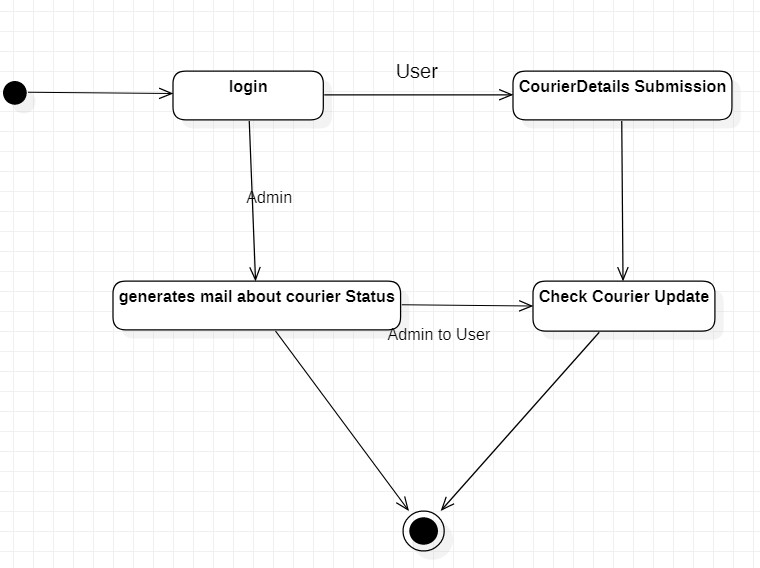 User
login
CourierDetails Submission
Admin
generates mail about courier Status
Check Courier Update
Admin to User